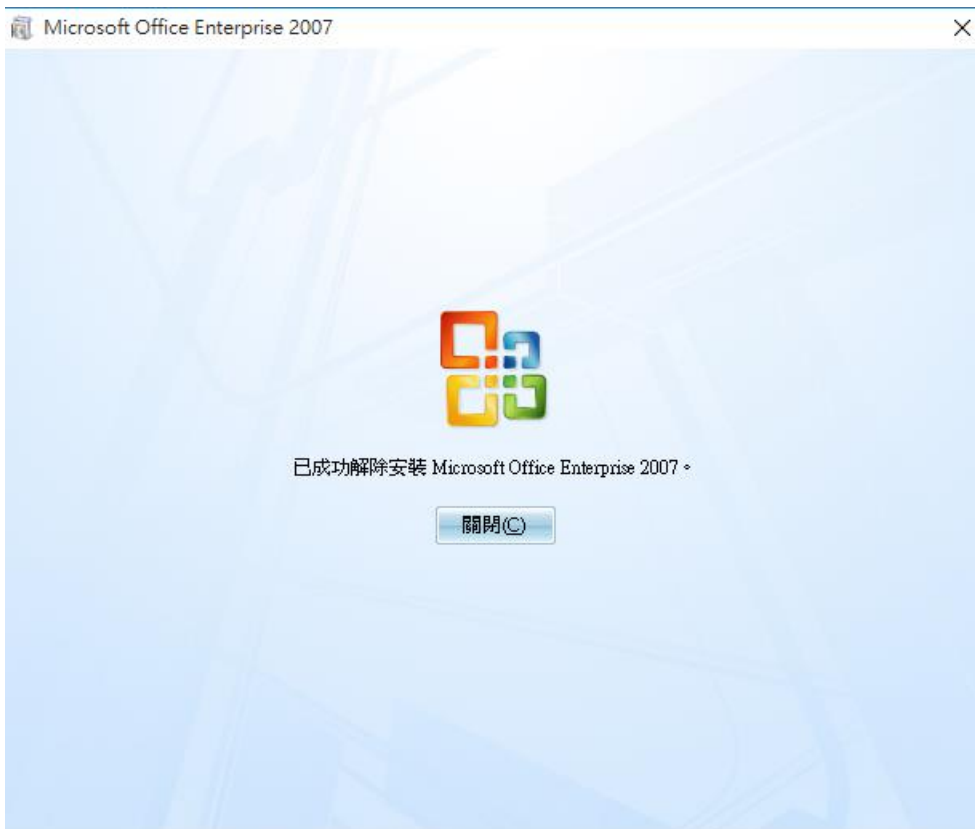 Microsoft Office Enterprise 2007
已成功解除安裝 Microsoft Office Enterprise 2007。
關閉(C)